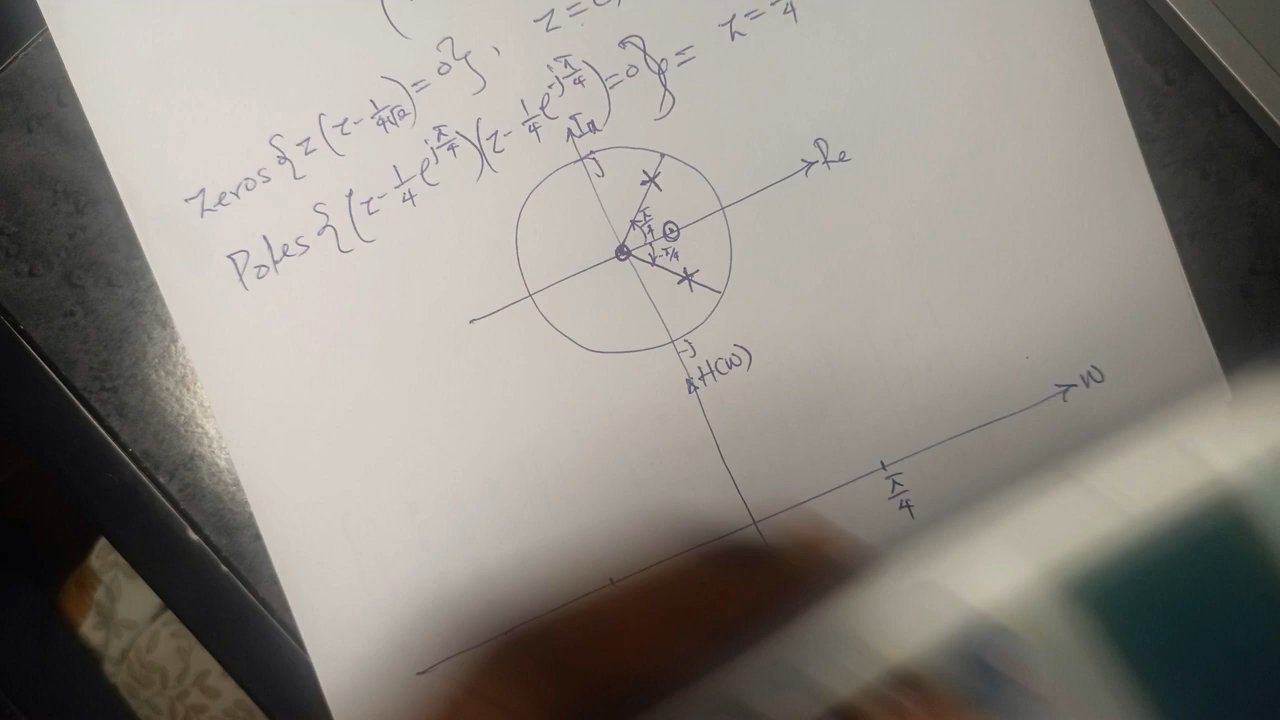 z=0, z=
Zeros {z(z-1/4√2)=0},
Poles {(z-1/4 e^jπ/4)(z-1/4 e^-jπ/4)=0}=
Im
j
Re
π/4
-π/4
-j
H(w)
w
π/4